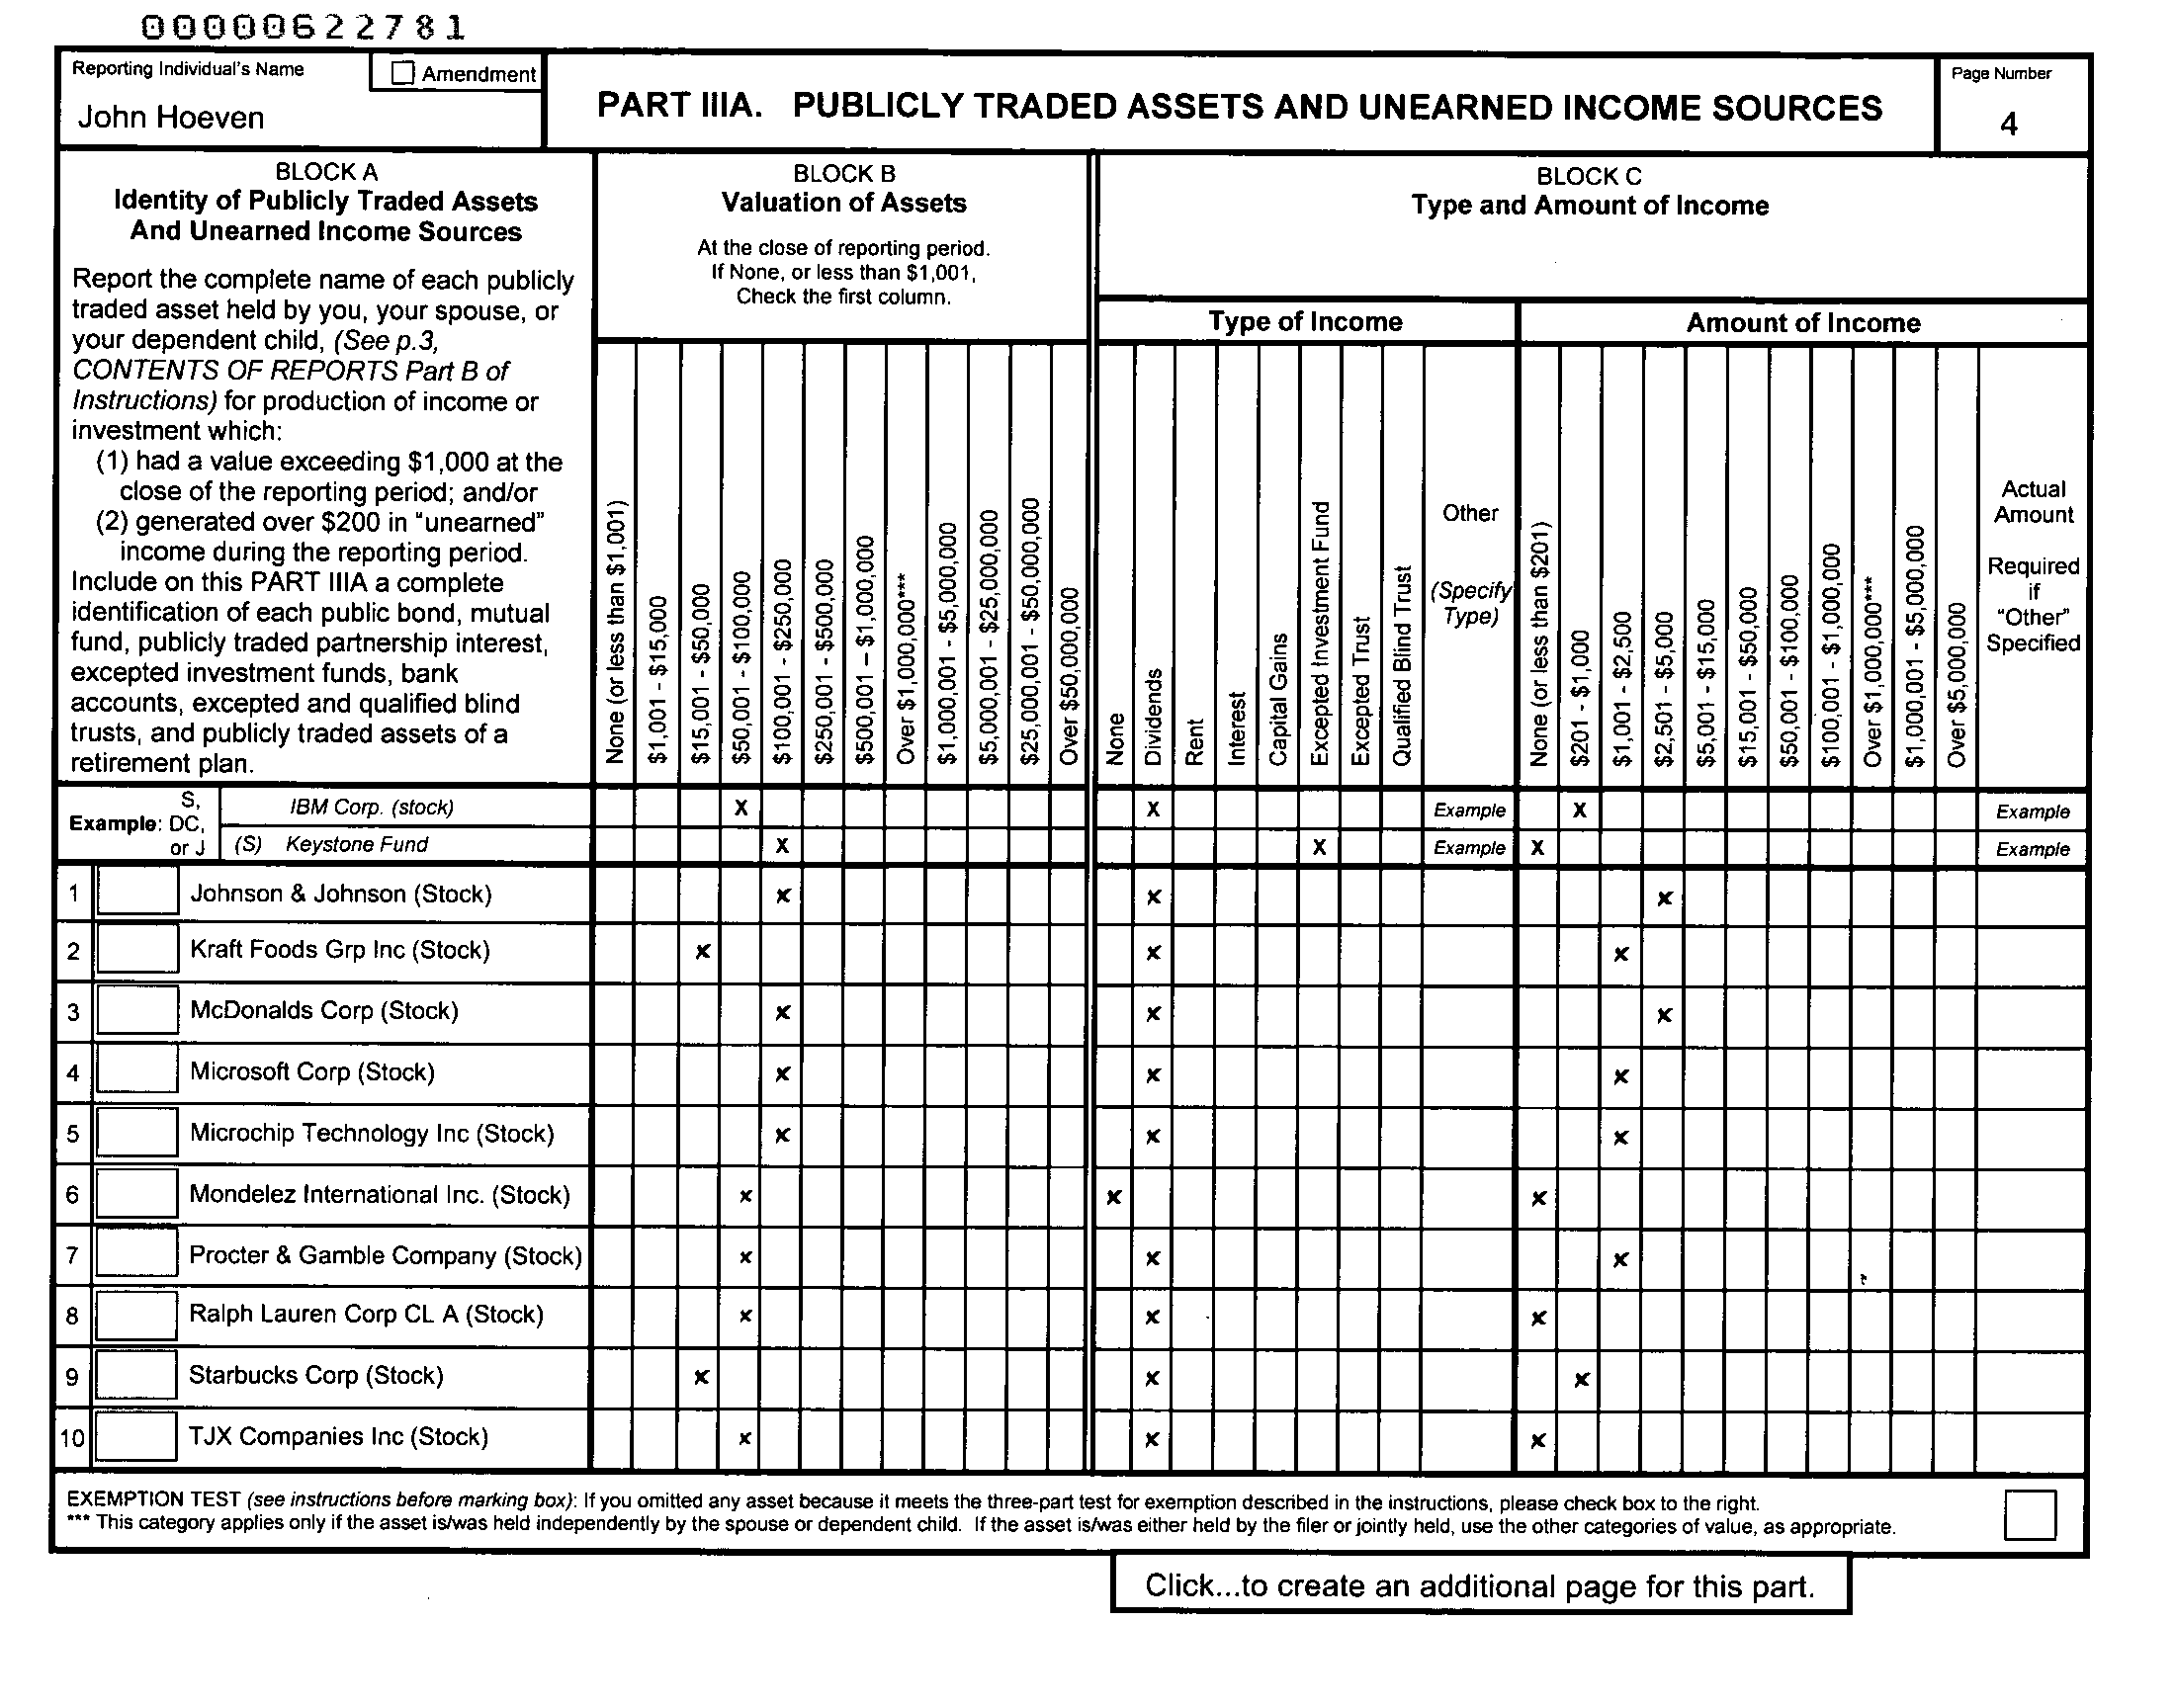 00000622781
Reporting Individual's Name
Amendment
John Hoeven
PART IIIA. PUBLICLY TRADED ASSETS AND UNEARNED INCOME SOURCES
Page Number
4
BLOCK A
Identity of Publicly Traded Assets
And Unearned Income Sources
Report the complete name of each publicly
traded asset held by you, your spouse, or
your dependent child, (See p.3,
CONTENTS OF REPORTS Part B of
Instructions) for production of income or
investment which:
(1) had a value exceeding $1,000 at the
close of the reporting period; and/or
(2) generated over $200 in "unearned"
income during the reporting period.
Include on this PART IIIA a complete
identification of each public bond, mutual
fund, publicly traded partnership interest,
excepted investment funds, bank
accounts, excepted and qualified blind
trusts, and publicly traded assets of a
retirement plan.
BLOCK B
Valuation of Assets
At the close of reporting period.
If None, or less than $1,001,
Check the first column.
None (or less than $1,001)
$1,001 - $15,000
$15,001 - $50,000
$50,001 - $100,000
$100,001 - $250,000
$250,001 - $500,000
$500,001 – $1,000,000
Over $1,000,000***
$1,000,001 - $5,000,000
$5,000,001 - $25,000,000
$25,000,001 - $50,000,000
Over $50,000,000
BLOCK C
Type and Amount of Income
Type of Income
None
Dividends
Rent
Interest
Capital Gains
Excepted Investment Fund
Excepted Trust
Qualified Blind Trust
Other
(Specify
Type)
Amount of Income
None (or less than $201)
$201 - $1,000
$1,001 - $2,500
$2,501 - $5,000
$5,001 - $15,000
$15,001 - $50,000
$50,001 - $100,000
$100,001 - $1,000,000
Over $1,000,000***
$1,000,001 - $5,000,000
Over $5,000,000
Actual
Amount
Required
if
"Other"
Specified
Example: S, DC, or J
IBM Corp. (stock) X X Example X Example
(S) Keystone Fund X X Example X Example
1 Johnson & Johnson (Stock) x x x
2 Kraft Foods Grp Inc (Stock) x x x
3 McDonalds Corp (Stock) x x x
4 Microsoft Corp (Stock) x x x
5 Microchip Technology Inc (Stock) x x x
6 Mondelez International Inc. (Stock) x x x
7 Procter & Gamble Company (Stock) x x x
8 Ralph Lauren Corp CL A (Stock) x x x
9 Starbucks Corp (Stock) x x x
10 TJX Companies Inc (Stock) x x x
EXEMPTION TEST (see instructions before marking box): If you omitted any asset because it meets the three-part test for exemption described in the instructions, please check box to the right.
*** This category applies only if the asset is/was held independently by the spouse or dependent child. If the asset is/was either held by the filer or jointly held, use the other categories of value, as appropriate.
Click...to create an additional page for this part.